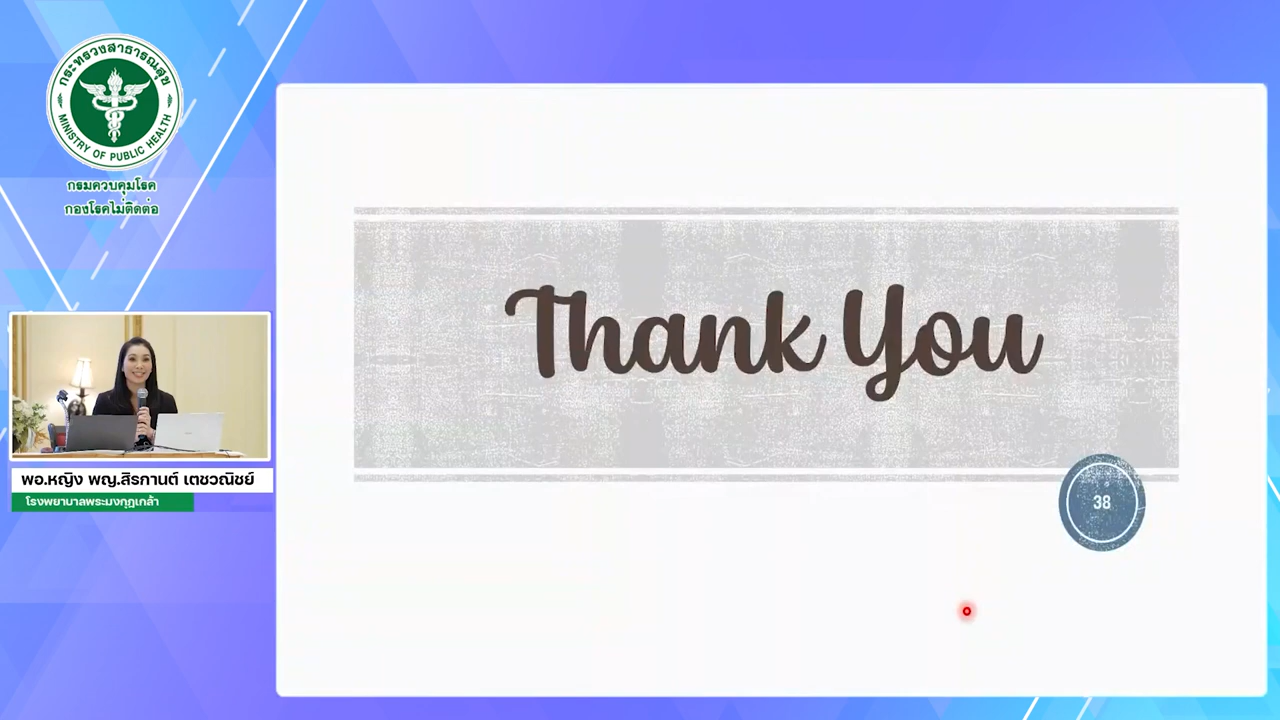 กระทรวงสาธารณสุข
MINISTRY OF PUBLIC HEALTH
กรมควบคุมโรค
กองโรคไม่ติดต่อ
Thank You
38
พอ.หญิง พญ.สิรกานต์ เตชวณิชย์
โรงพยาบาลพระมงกุฎเกล้า